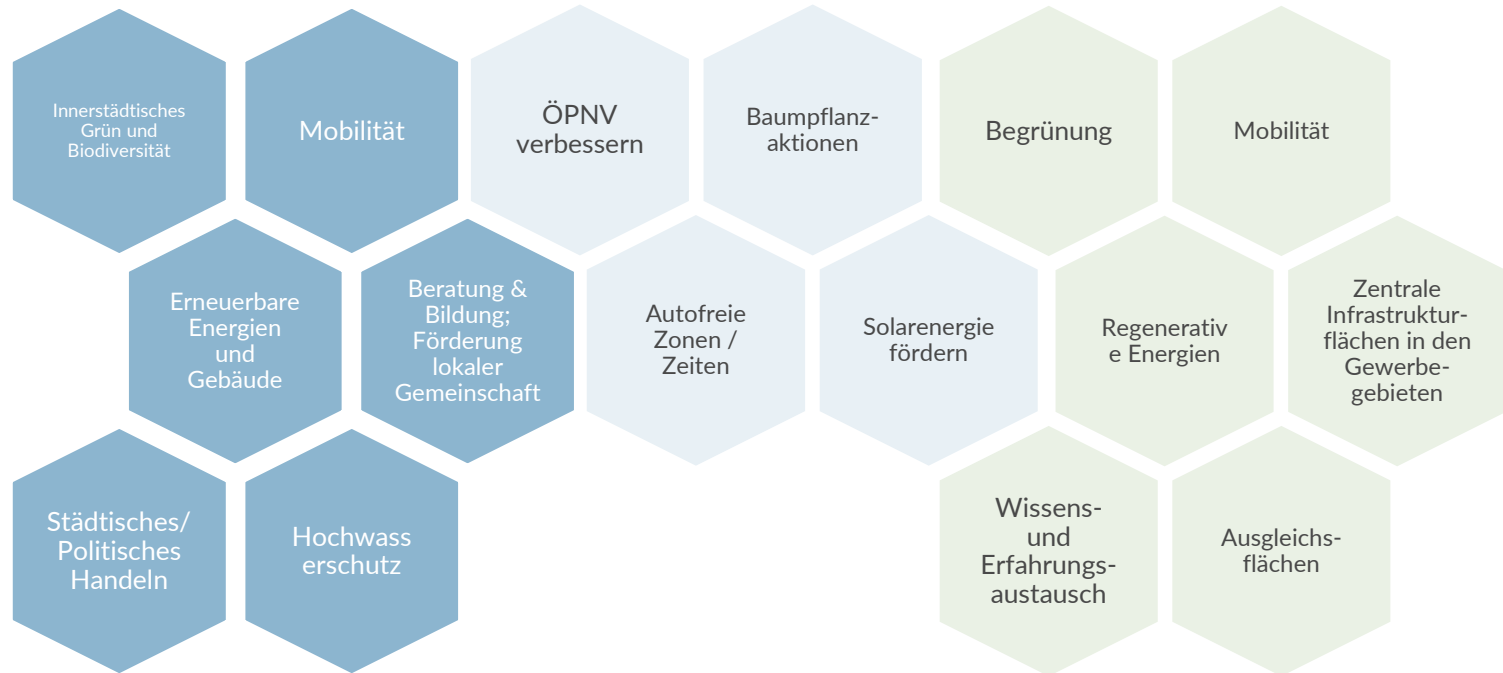 Innerstädtisches
Grün und
Biodiversität
Mobilität
ÖPNV
verbessern
Baumpflanz-
aktionen
Begrünung
Mobilität
Erneuerbare
Energien
und
Gebäude
Beratung &
Bildung;
Förderung
lokaler
Gemeinschaft
Autofreie
Zonen /
Zeiten
Solarenergie
fördern
Regenerativ
e Energien
Zentrale
Infrastruktur-
flächen in den
Gewerbe-
gebieten
Städtisches/
Politisches
Handeln
Hochwass
erschutz
Wissens-
und
Erfahrungs-
austausch
Ausgleichs-
flächen